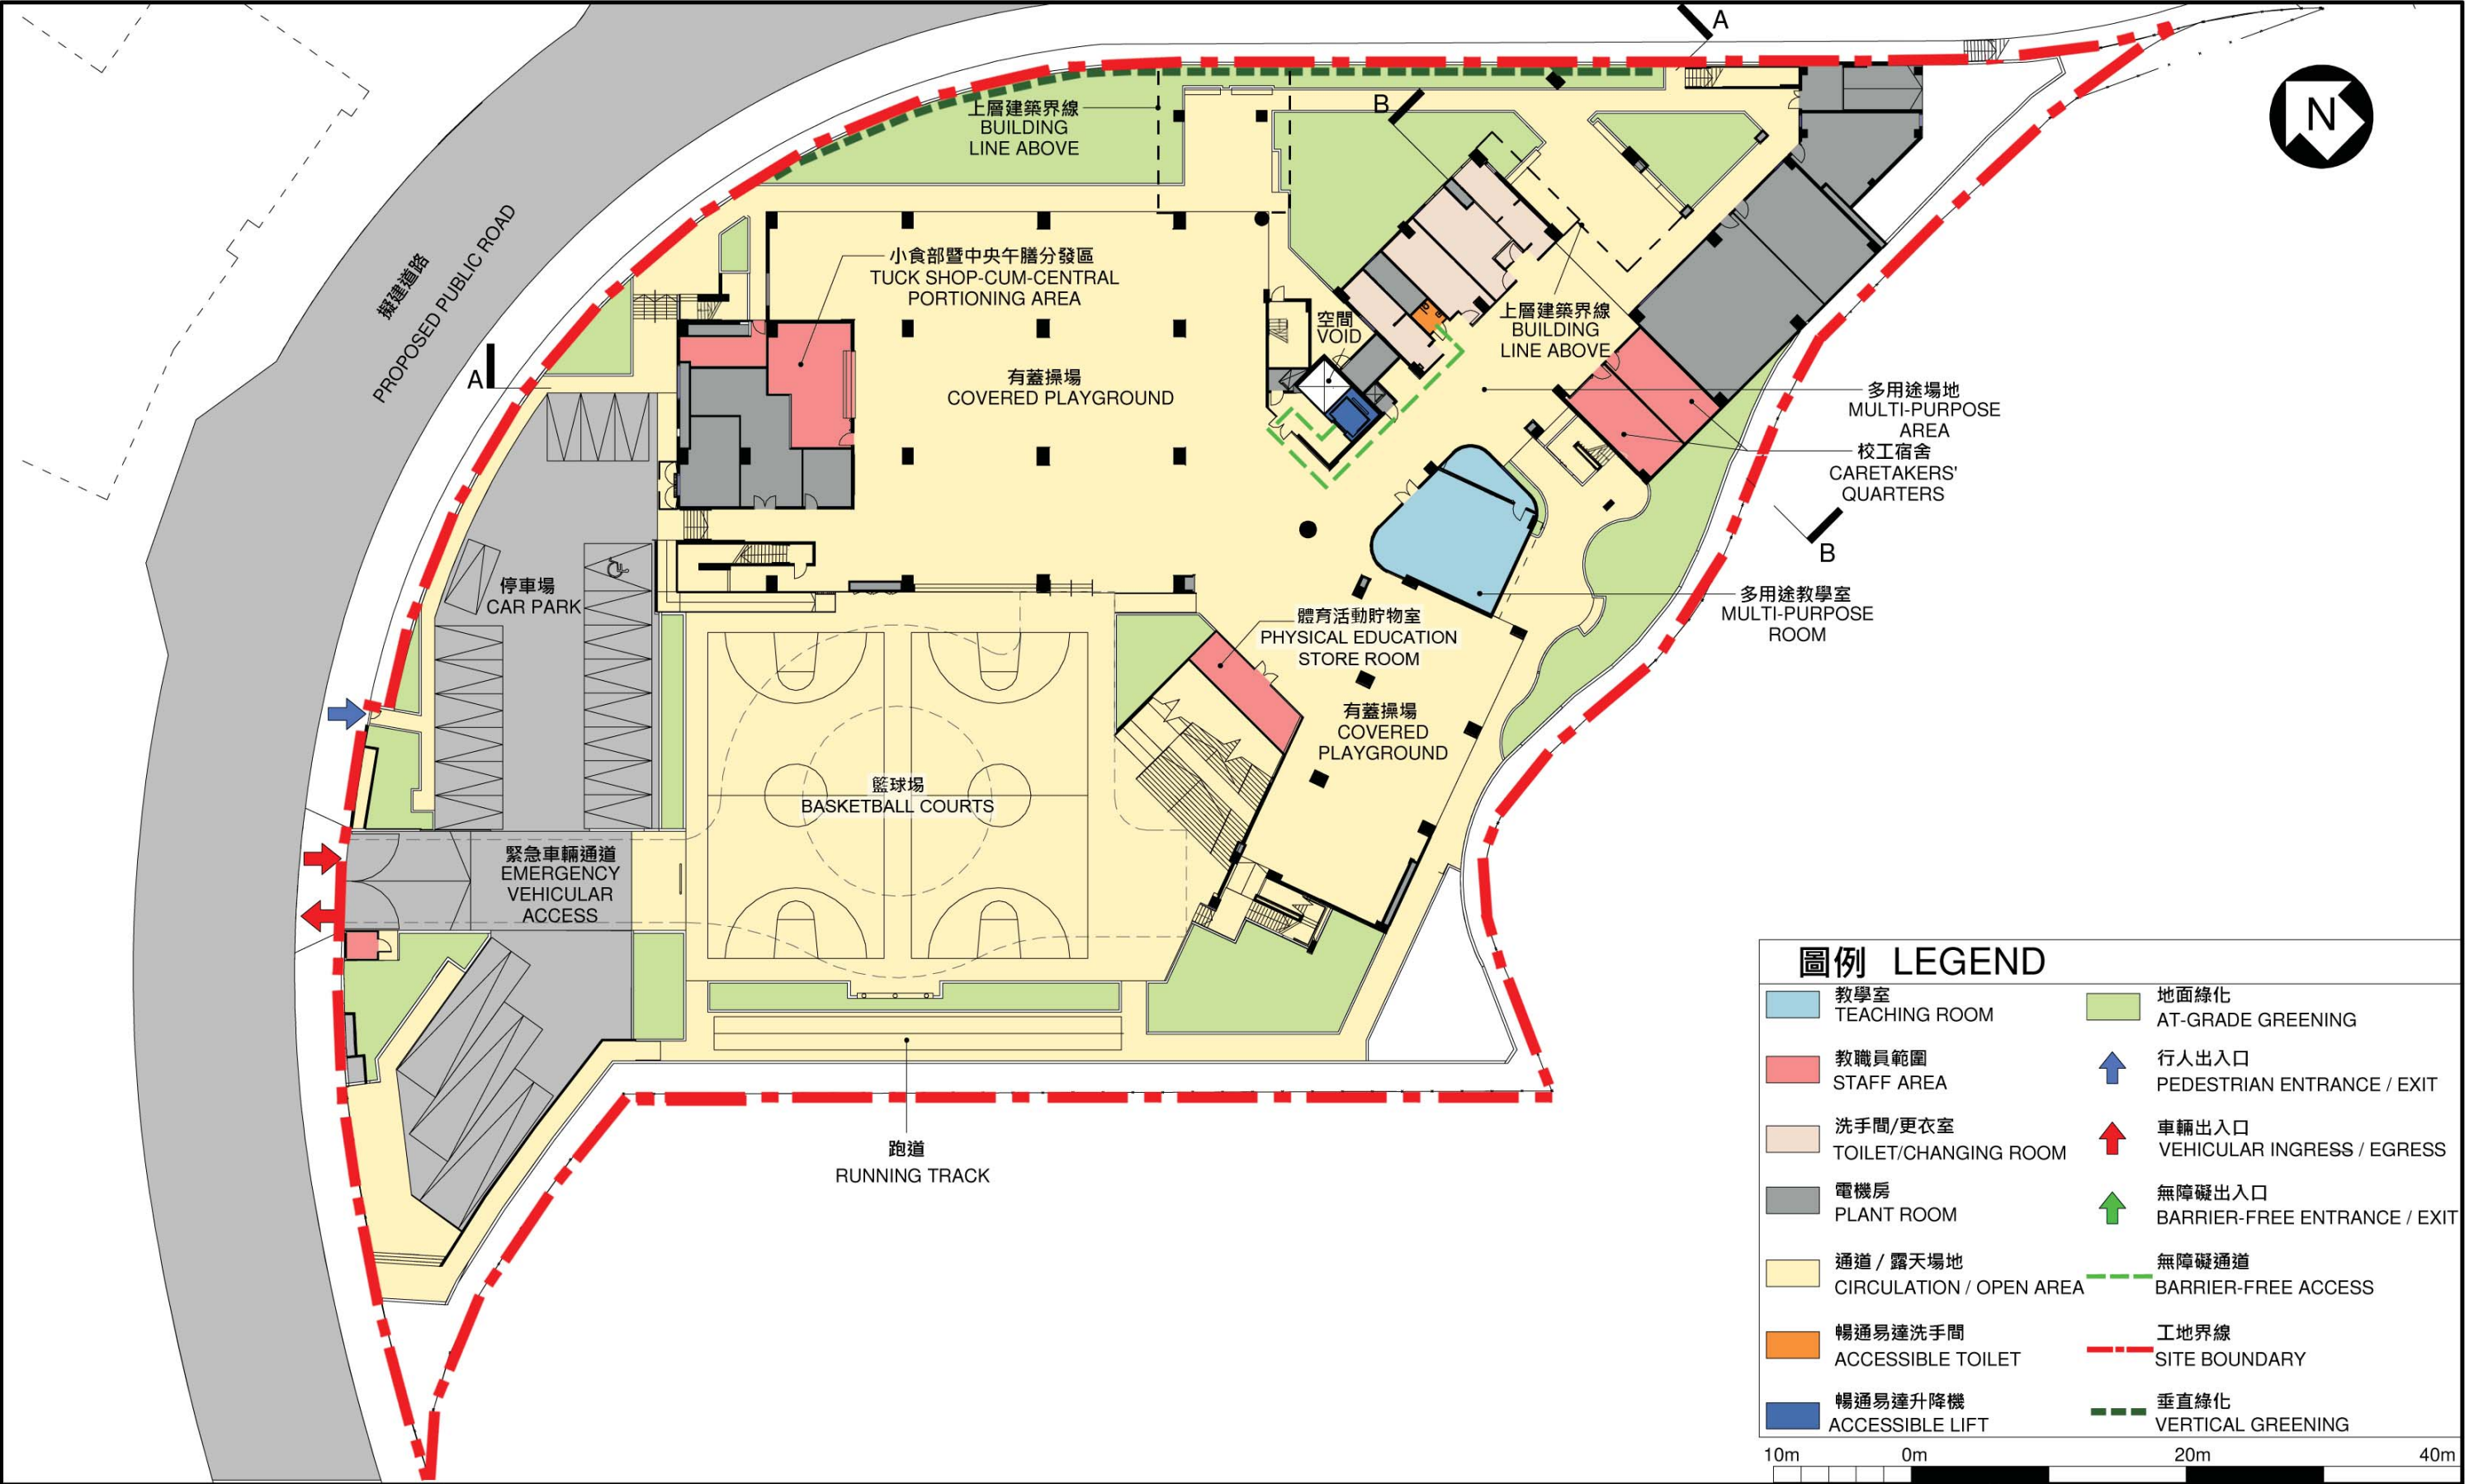 A
N
上層建築界線
BUILDING
LINE ABOVE
B
擬建道路
PROPOSED PUBLIC ROAD
小食部暨中央午膳分發區
TUCK SHOP-CUM-CENTRAL
PORTIONING AREA
空間
VOID
上層建築界線
BUILDING
LINE ABOVE
A
有蓋操場
COVERED PLAYGROUND
多用途場地
MULTI-PURPOSE
AREA
校工宿舍
CARETAKERS'
QUARTERS
B
停車場
CAR PARK
多用途教學室
MULTI-PURPOSE
ROOM
體育活動貯物室
PHYSICAL EDUCATION
STORE ROOM
有蓋操場
COVERED
PLAYGROUND
籃球場
BASKETBALL COURTS
緊急車輛通道
EMERGENCY
VEHICULAR
ACCESS
跑道
RUNNING TRACK
圖例 LEGEND
教學室
TEACHING ROOM
教職員範圍
STAFF AREA
洗手間/更衣室
TOILET/CHANGING ROOM
電機房
PLANT ROOM
通道 / 露天場地
CIRCULATION / OPEN AREA
暢通易達洗手間
ACCESSIBLE TOILET
暢通易達升降機
ACCESSIBLE LIFT
地面綠化
AT-GRADE GREENING
行人出入口
PEDESTRIAN ENTRANCE / EXIT
車輛出入口
VEHICULAR INGRESS / EGRESS
無障礙出入口
BARRIER-FREE ENTRANCE / EXIT
無障礙通道
BARRIER-FREE ACCESS
工地界線
SITE BOUNDARY
垂直綠化
VERTICAL GREENING
10m 0m 20m 40m